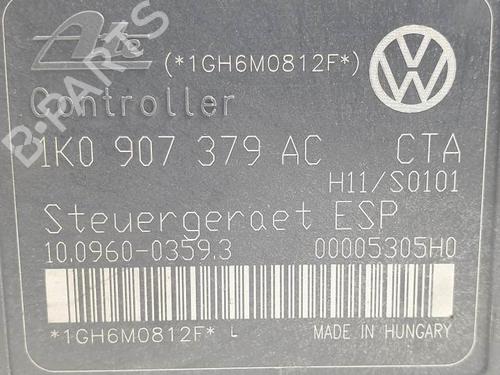 Ate (*1GH6M0812F*)
Controller
1K0 907 379 AC CTA
H11/S0101
Steuergeraet ESP
10.0960-0359.3 00005305H0
*1GH6M0812F* L MADE IN HUNGARY
B-PARTS